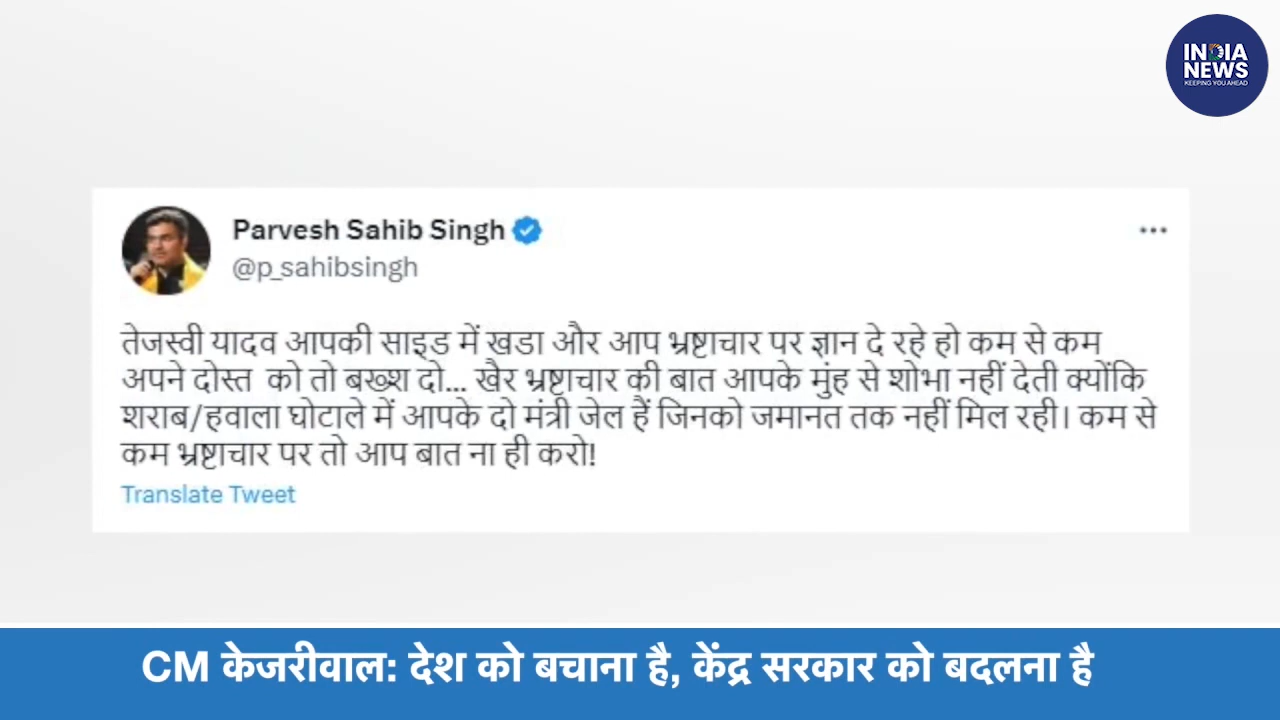 INDIA
NEWS
KEEPING YOU AHEAD
Parvesh Sahib Singh
@p_sahibsingh
तेजस्वी यादव आपकी साइड में खडा और आप भ्रष्टाचार पर ज्ञान दे रहे हो कम से कम
अपने दोस्त को तो बख्श दो... खैर भ्रष्टाचार की बात आपके मुंह से शोभा नहीं देती क्योंकि
शराब/हवाला घोटाले में आपके दो मंत्री जेल हैं जिनको जमानत तक नहीं मिल रही। कम से
कम भ्रष्टाचार पर तो आप बात ना ही करो!
Translate Tweet
CM केजरीवाल: देश को बचाना है, केंद्र सरकार को बदलना है